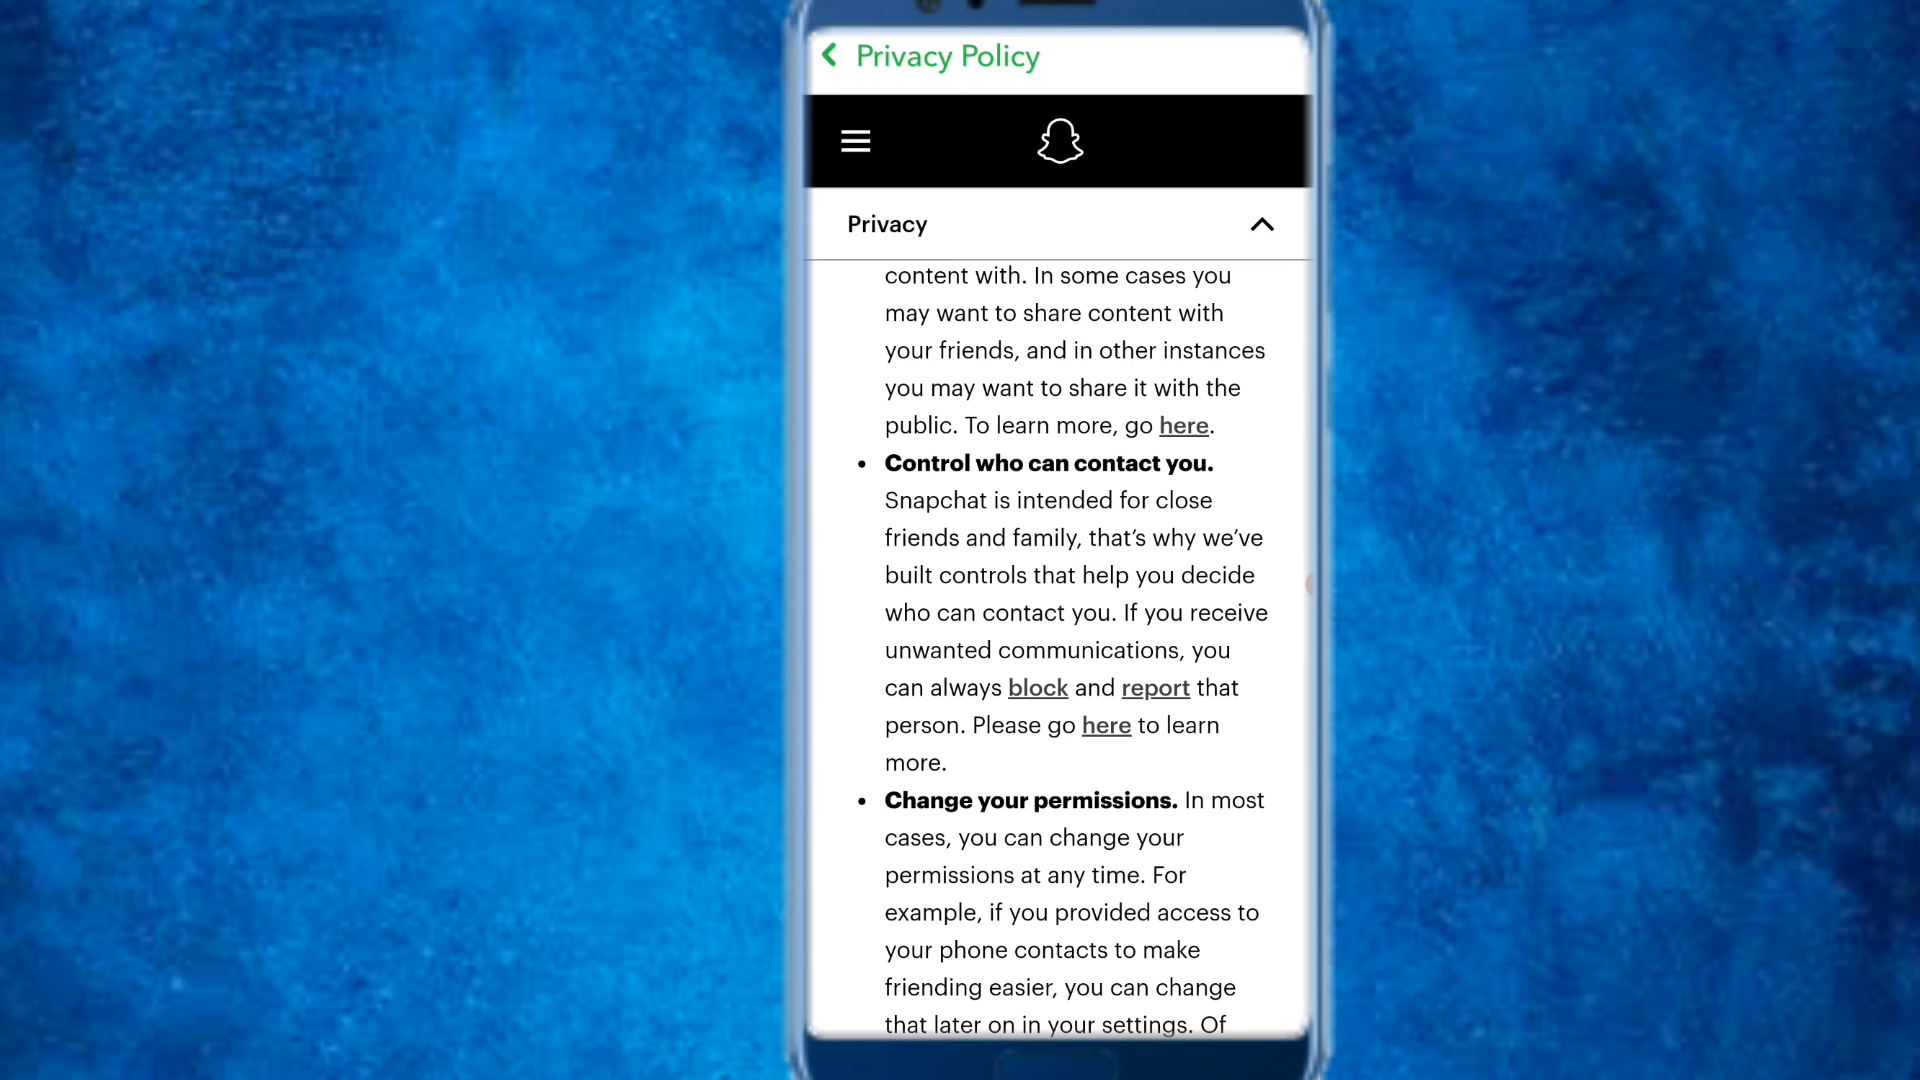 Privacy Policy
Privacy
content with. In some cases you
may want to share content with
your friends, and in other instances
you may want to share it with the
public. To learn more, go here.
• Control who can contact you.
Snapchat is intended for close
friends and family, that’s why we’ve
built controls that help you decide
who can contact you. If you receive
unwanted communications, you
can always block and report that
person. Please go here to learn
more.
• Change your permissions. In most
cases, you can change your
permissions at any time. For
example, if you provided access to
your phone contacts to make
friending easier, you can change
that later on in your settings. Of